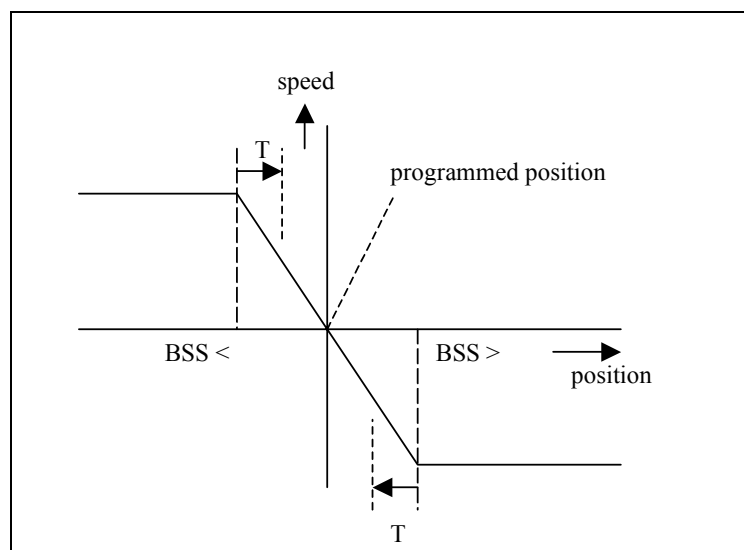 speed
T
programmed position
BSS <
BSS >
position
T